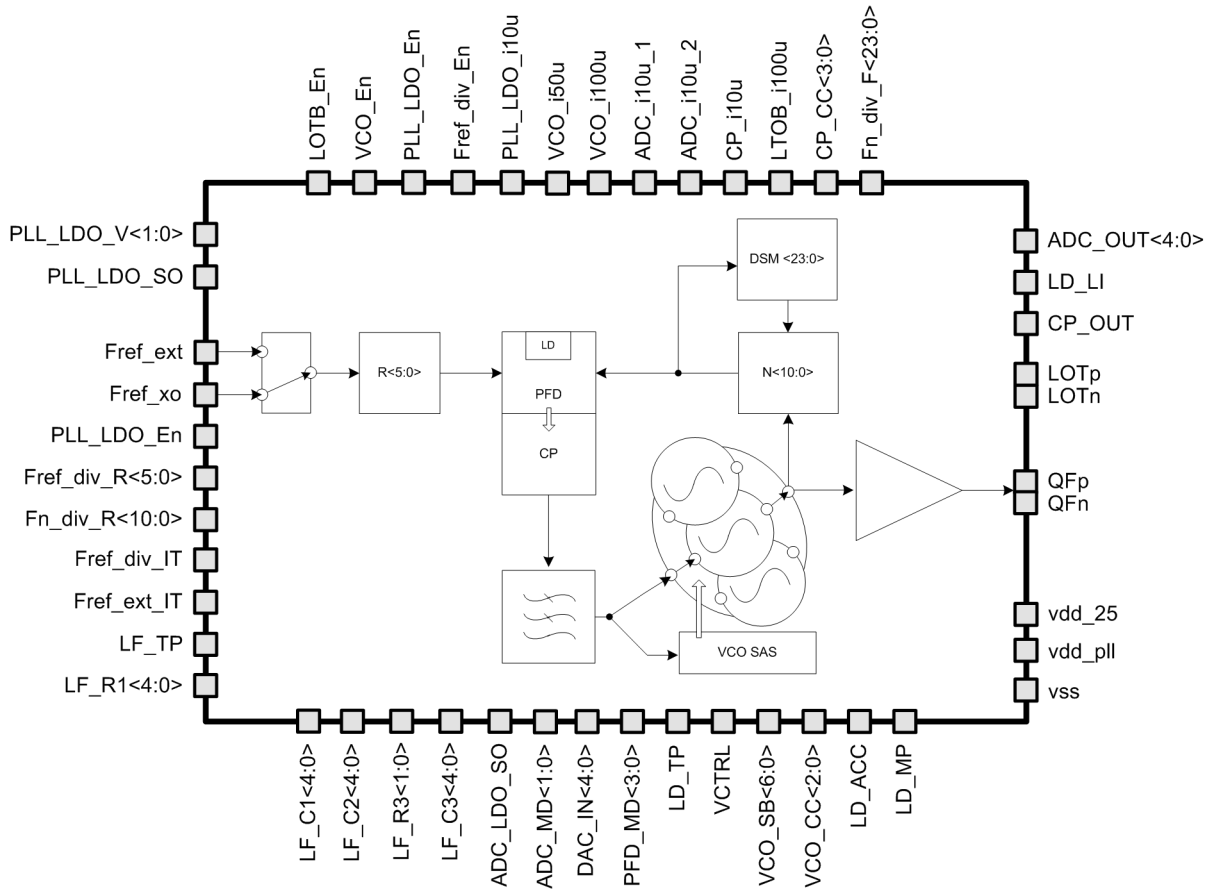 LOTB_En
VCO_En
PLL_LDO_En
Fref_div_En
PLL_LDO_i10u
VCO_i50u
VCO_i100u
ADC_i10u_1
ADC_i10u_2
CP_i10u
LTOB_i100u
CP_CC<3:0>
Fn_div_F<23:0>
PLL_LDO_V<1:0>
PLL_LDO_SO
Fref_ext
Fref_xo
PLL_LDO_En
Fref_div_R<5:0>
Fn_div_R<10:0>
Fref_div_IT
Fref_ext_IT
LF_TP
LF_R1<4:0>
R<5:0>
LD
PFD
CP
DSM <23:0>
N<10:0>
VCO SAS
ADC_OUT<4:0>
LD_LI
CP_OUT
LOTp
LOTn
QFp
QFn
vdd_25
vdd_pll
vss
LF_C1<4:0>
LF_C2<4:0>
LF_R3<1:0>
LF_C3<4:0>
ADC_LDO_SO
ADC_MD<1:0>
DAC_IN<4:0>
PFD_MD<3:0>
LD_TP
VCTRL
VCO_SB<6:0>
VCO_CC<2:0>
LD_ACC
LD_MP